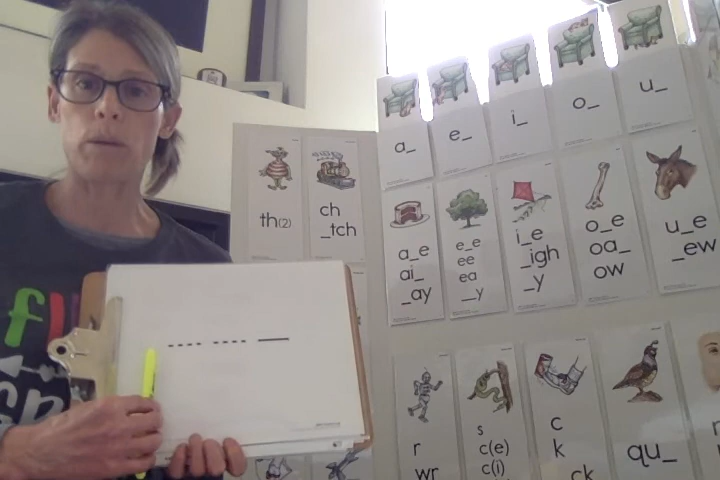 a_
e_
i_
o_
u_
th(2)
ch
_tch
a_e
ai_
_ay
e_e
ee
ea
_y
i_e
_igh
_y
o_e
oa_
ow
u_e
_ew
r
wr
s
c(e)
c(i)
c
k
ck
qu_